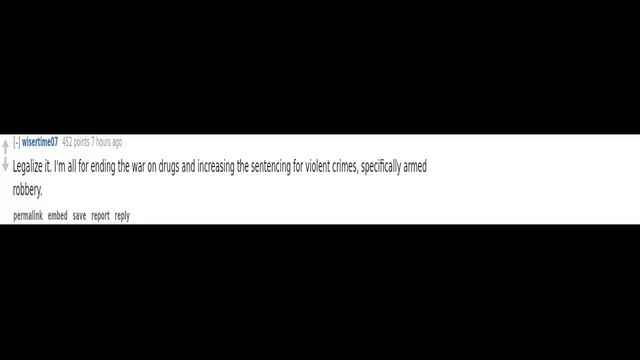 [-] wisertime07 452 points 7 hours ago
Legalize it. I'm all for ending the war on drugs and increasing the sentencing for violent crimes, specifically armed
robbery.
permalink embed save report reply